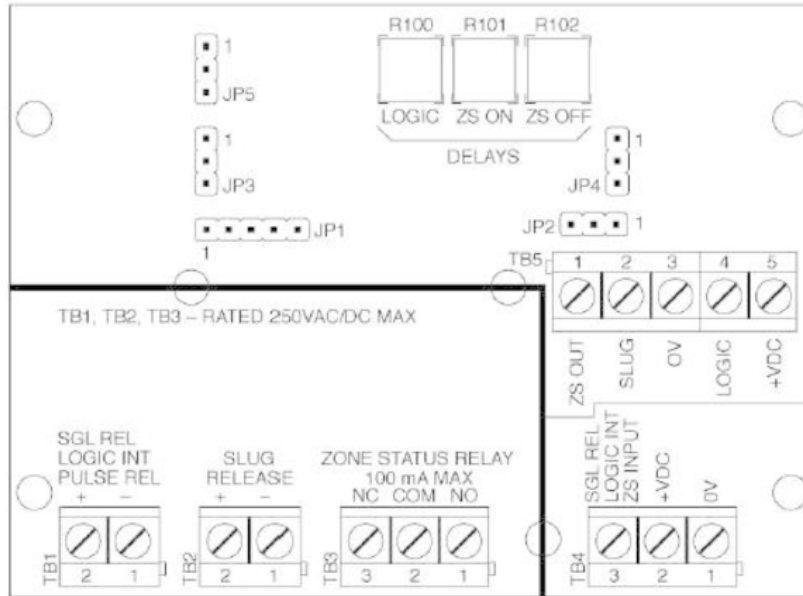 R100 R101 R102
LOGIC ZS ON ZS OFF
DELAYS
1
JP5
1
JP3
JP1
1
1
JP4
JP2 1
TB5 1 2 3 4 5
ZS OUT
SLUG
0V
LOGIC
+VDC
TB1, TB2, TB3 – RATED 250VAC/DC MAX
SGL REL
LOGIC INT
PULSE REL
+ –
TB1
2 1
SLUG
RELEASE
+ –
TB2
2 1
ZONE STATUS RELAY
100 mA MAX
NC COM NO
TB3
3 2 1
SGL REL
LOGIC INT
ZS INPUT
+VDC
0V
TB4
3 2 1